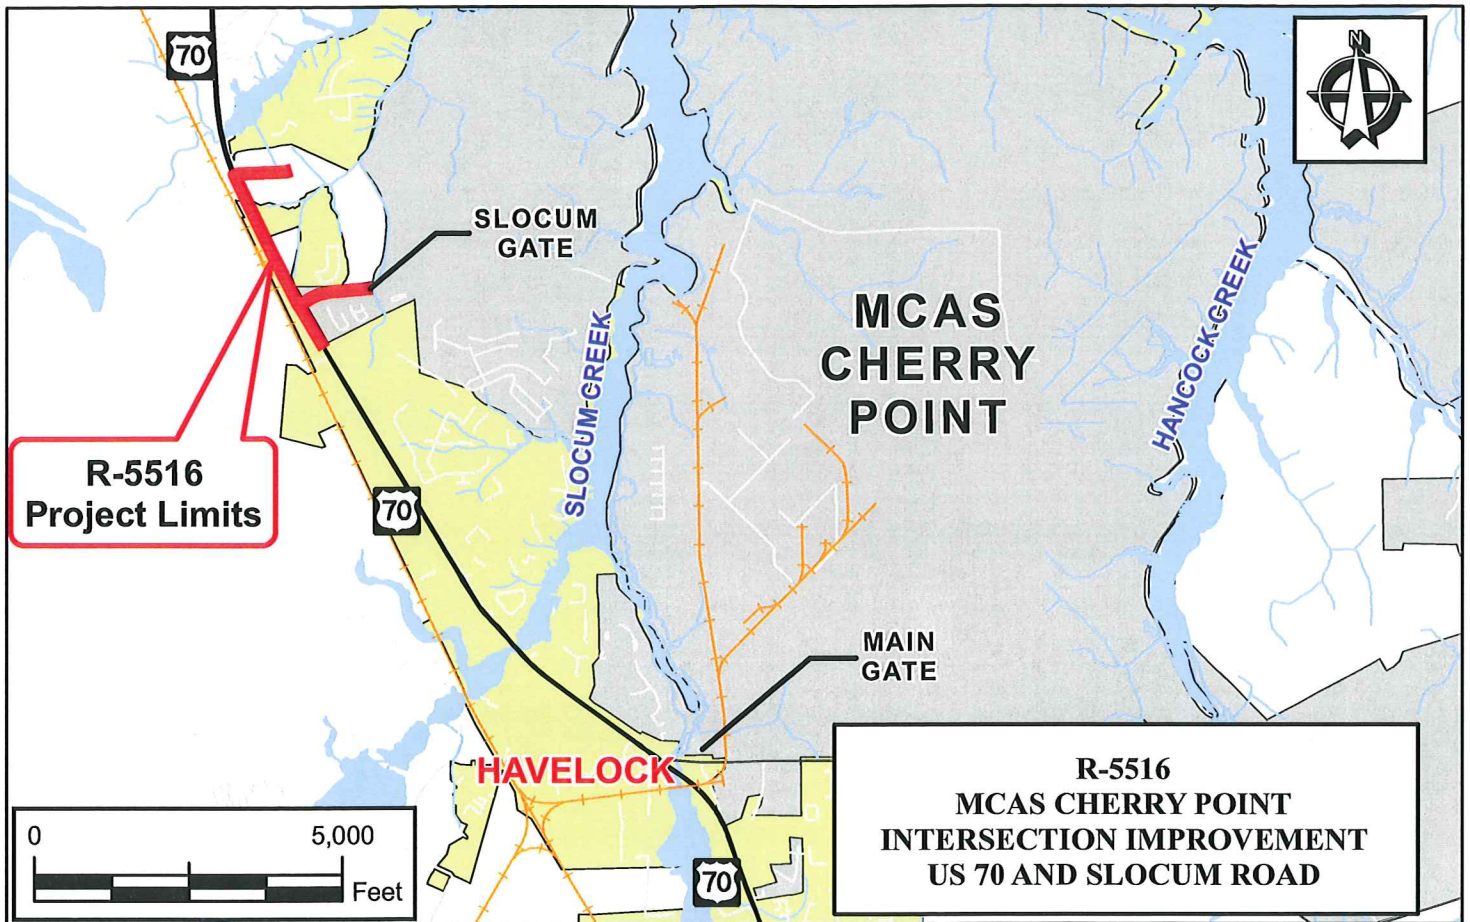 70
N
SLOCUM
GATE
MCAS
CHERRY
POINT
SLOCUM CREEK
HANCOCK CREEK
R-5516
Project Limits
70
MAIN
GATE
HAVELOCK
R-5516
MCAS CHERRY POINT
INTERSECTION IMPROVEMENT
US 70 AND SLOCUM ROAD
0 5,000
Feet
70